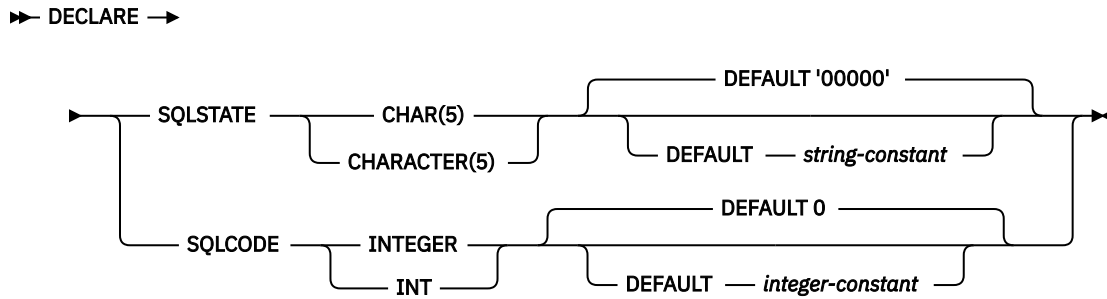 DECLARE
DEFAULT '00000'
SQLSTATE CHAR(5)
CHARACTER(5) DEFAULT string-constant
DEFAULT 0
SQLCODE INTEGER
INT DEFAULT integer-constant